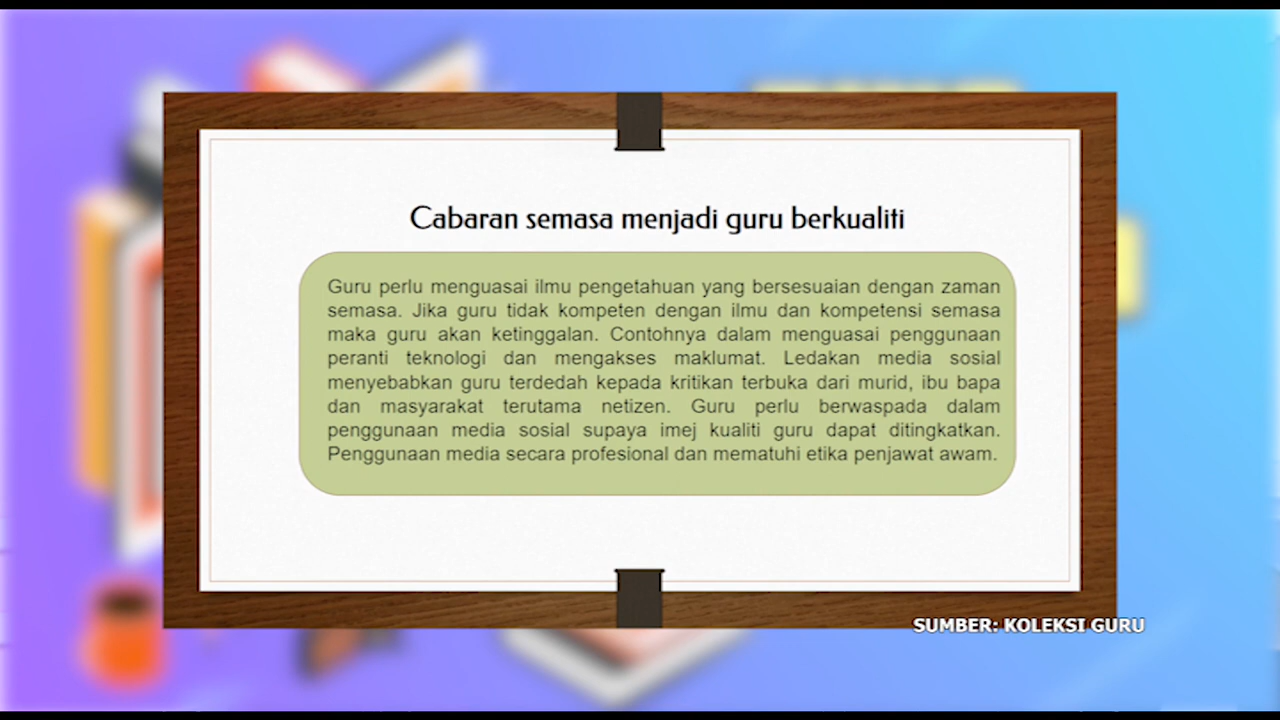 Cabaran semasa menjadi guru berkualiti
Guru perlu menguasai ilmu pengetahuan yang bersesuaian dengan zaman
semasa. Jika guru tidak kompeten dengan ilmu dan kompetensi semasa
maka guru akan ketinggalan. Contohnya dalam menguasai penggunaan
peranti teknologi dan mengakses maklumat. Ledakan media sosial
menyebabkan guru terdedah kepada kritikan terbuka dari murid, ibu bapa
dan masyarakat terutama netizen. Guru perlu berwaspada dalam
penggunaan media sosial supaya imej kualiti guru dapat ditingkatkan.
Penggunaan media secara profesional dan mematuhi etika penjawat awam.
SUMBER: KOLEKSI GURU